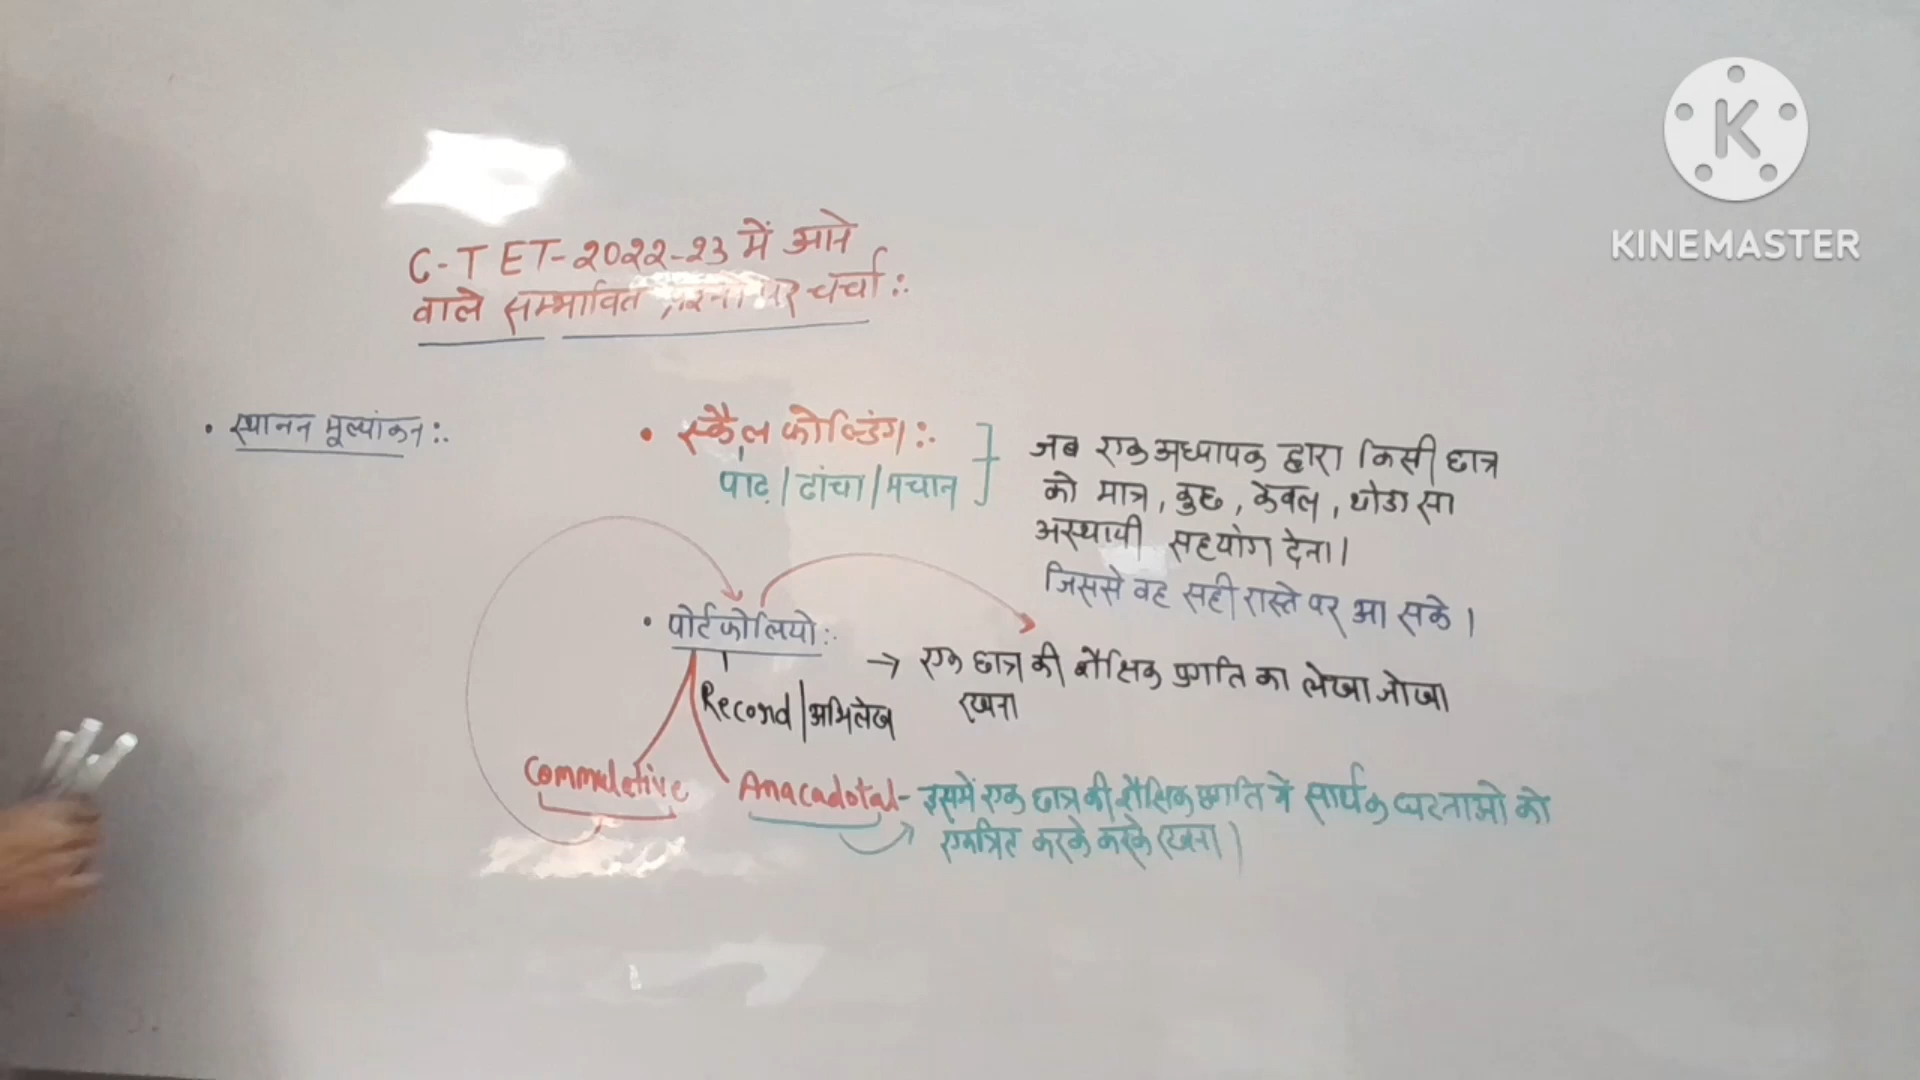 KINEMASTER
C-TET-2022-23 में आने
वाले सम्भावित प्रश्नों पर चर्चा:.
• स्थानन मूल्यांकन:.
• स्कैल फोल्डिंग:.
पाढ़/ढांचा/मचान
जब एक अध्यापक द्वारा किसी छात्र
को मात्र, कुछ, केवल, थोडा सा
अस्थायी सहयोग देना।
जिससे वह सही रास्ते पर आ सके।
• पोर्टफोलियो:.
Record/अभिलेख
→ एक छात्र की शैक्षिक प्रगति का लेखा जोखा
रखना
Commulative
Anacadotal- इसमें एक छात्र की शैक्षिक प्रगति में सार्थक घटनाओ को
एकत्रित करके करके रखना)